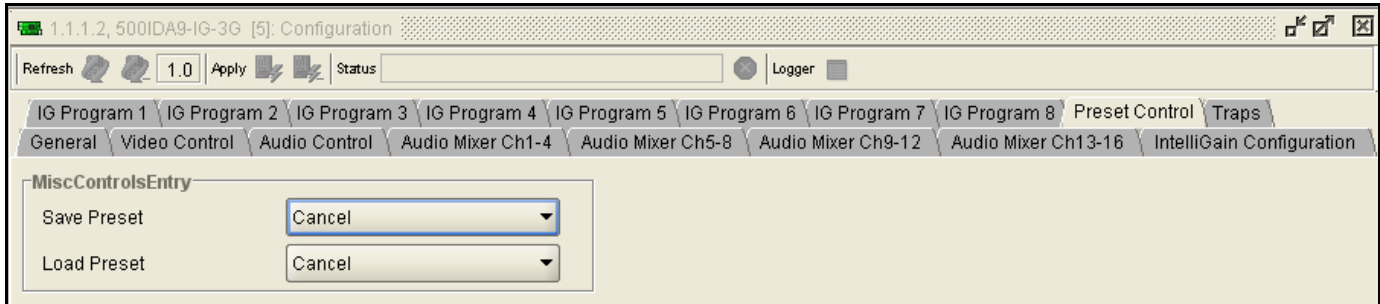 1.1.1.2, 500IDA9-IG-3G [5]: Configuration
Refresh 1.0 Apply Status Logger
IG Program 1 IG Program 2 IG Program 3 IG Program 4 IG Program 5 IG Program 6 IG Program 7 IG Program 8 Preset Control Traps
General Video Control Audio Control Audio Mixer Ch1-4 Audio Mixer Ch5-8 Audio Mixer Ch9-12 Audio Mixer Ch13-16 IntelliGain Configuration
MiscControlsEntry
Save Preset Cancel
Load Preset Cancel